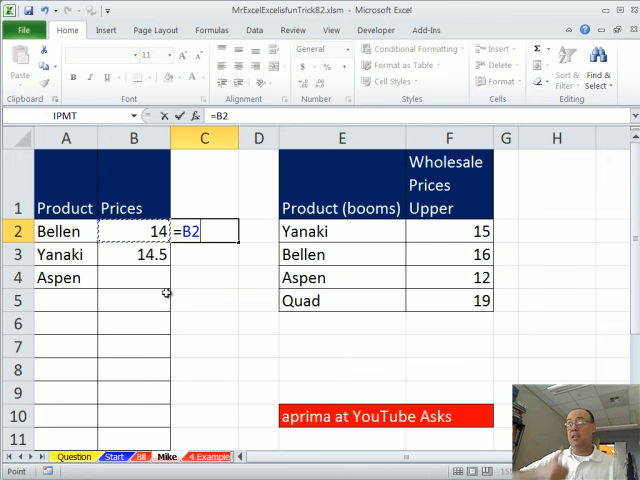 MrExcelExcelisfunTrick82.xlsm - Microsoft Excel
File Home Insert Page Layout Formulas Data Review View Developer Add-Ins
Paste
11
General
Conditional Formatting
Format as Table
Cell Styles
Insert
Delete
Format
Sort & Filter
Find & Select
Clipboard Font Alignment Number Styles Cells Editing
IPMT =B2
A B C D E F G H
1 Product Prices Product (booms) Wholesale Prices Upper
2 Bellen 14 =B2 Yanaki 15
3 Yanaki 14.5 Bellen 16
4 Aspen Aspen 12
5 Quad 19
6
7
8
9
10 aprima at YouTube Asks
11
Question Start Bill Mike 4 Example
Point